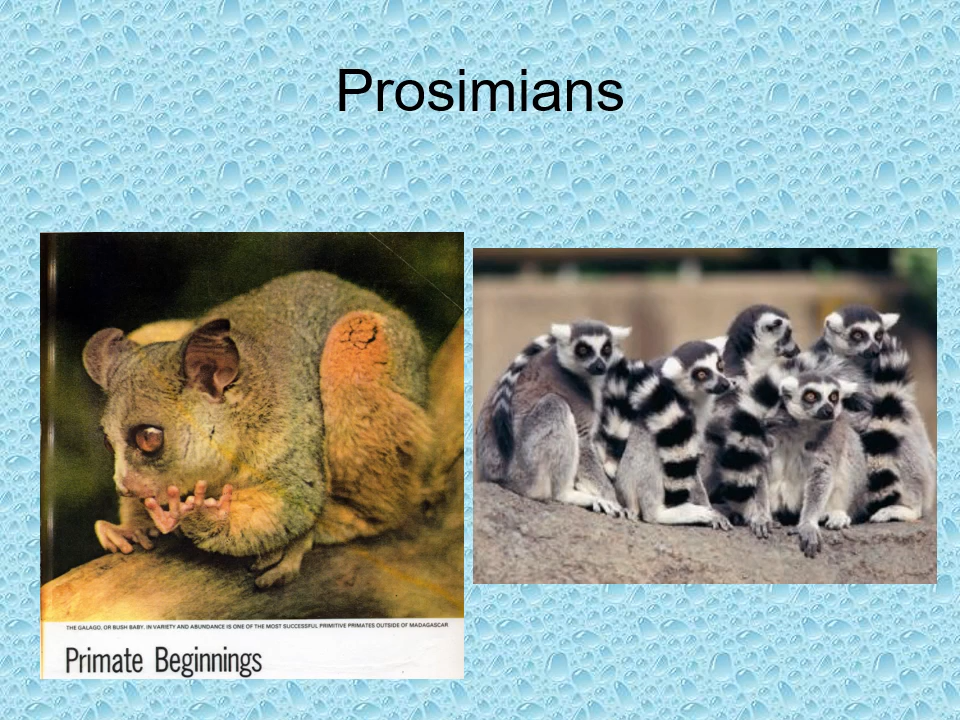 Prosimians
THE GALAGO, OR BUSH BABY. IN VARIETY AND ABUNDANCE IS ONE OF THE MOST SUCCESSFUL PRIMITIVE PRIMATES OUTSIDE OF MADAGASCAR
Primate Beginnings